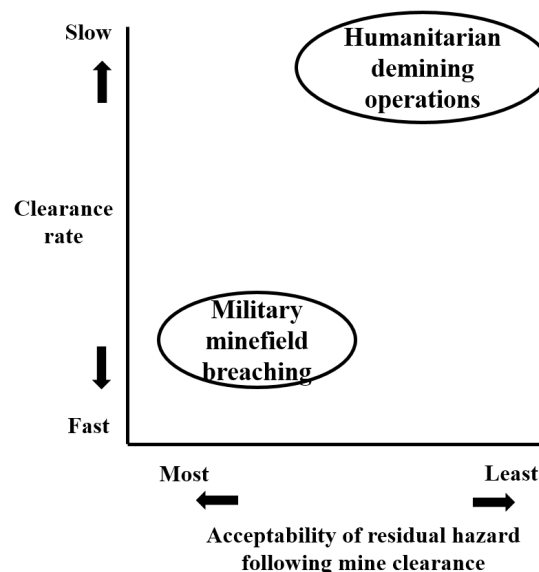 Slow
Humanitarian
demining
operations
Clearance
rate
Military
minefield
breaching
Fast
Most
Least
Acceptability of residual hazard
following mine clearance